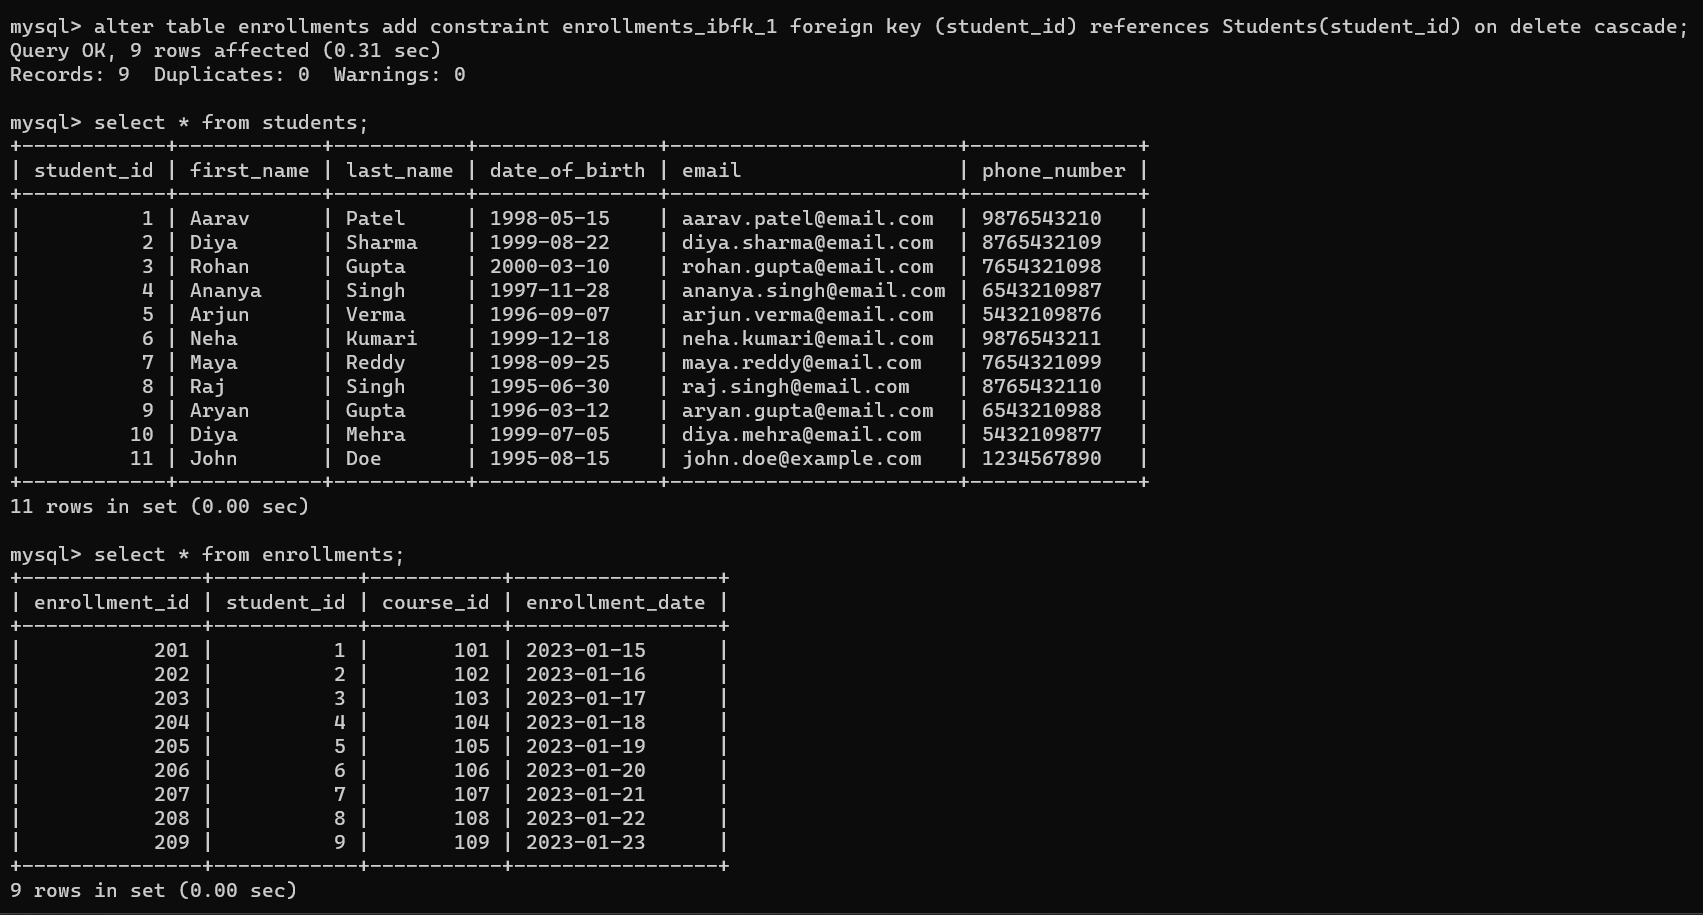 mysql> alter table enrollments add constraint enrollments_ibfk_1 foreign key (student_id) references Students(student_id) on delete cascade;
Query OK, 9 rows affected (0.31 sec)
Records: 9  Duplicates: 0  Warnings: 0

mysql> select * from students;
+------------+------------+-----------+---------------+------------------------+--------------+
| student_id | first_name | last_name | date_of_birth | email                  | phone_number |
+------------+------------+-----------+---------------+------------------------+--------------+
|          1 | Aarav      | Patel     | 1998-05-15    | aarav.patel@email.com  | 9876543210   |
|          2 | Diya       | Sharma    | 1999-08-22    | diya.sharma@email.com  | 8765432109   |
|          3 | Rohan      | Gupta     | 2000-03-10    | rohan.gupta@email.com  | 7654321098   |
|          4 | Ananya     | Singh     | 1997-11-28    | ananya.singh@email.com | 6543210987   |
|          5 | Arjun      | Verma     | 1996-09-07    | arjun.verma@email.com  | 5432109876   |
|          6 | Neha       | Kumari    | 1999-12-18    | neha.kumari@email.com  | 9876543211   |
|          7 | Maya       | Reddy     | 1998-09-25    | maya.reddy@email.com   | 7654321099   |
|          8 | Raj        | Singh     | 1995-06-30    | raj.singh@email.com    | 8765432110   |
|          9 | Aryan      | Gupta     | 1996-03-12    | aryan.gupta@email.com  | 6543210988   |
|         10 | Diya       | Mehra     | 1999-07-05    | diya.mehra@email.com   | 5432109877   |
|         11 | John       | Doe       | 1995-08-15    | john.doe@example.com   | 1234567890   |
+------------+------------+-----------+---------------+------------------------+--------------+
11 rows in set (0.00 sec)

mysql> select * from enrollments;
+---------------+------------+-----------+-----------------+
| enrollment_id | student_id | course_id | enrollment_date |
+---------------+------------+-----------+-----------------+
|           201 |          1 |       101 | 2023-01-15      |
|           202 |          2 |       102 | 2023-01-16      |
|           203 |          3 |       103 | 2023-01-17      |
|           204 |          4 |       104 | 2023-01-18      |
|           205 |          5 |       105 | 2023-01-19      |
|           206 |          6 |       106 | 2023-01-20      |
|           207 |          7 |       107 | 2023-01-21      |
|           208 |          8 |       108 | 2023-01-22      |
|           209 |          9 |       109 | 2023-01-23      |
+---------------+------------+-----------+-----------------+
9 rows in set (0.00 sec)